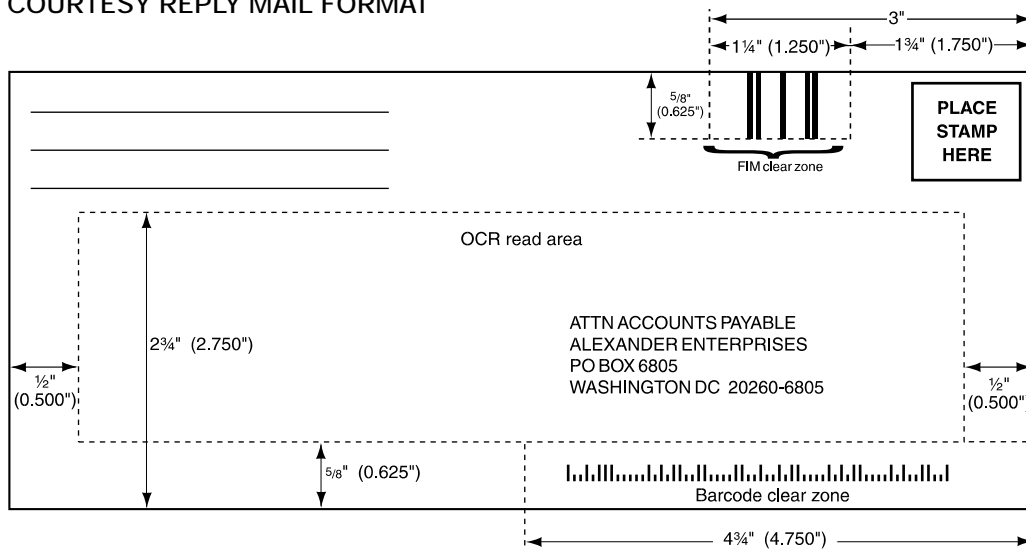 COURTESY REPLY MAIL FORMAT
3"
1¼" (1.250")
1¾" (1.750")
5/8"
(0.625")
PLACE
STAMP
HERE
FIM clear zone
OCR read area
ATTN ACCOUNTS PAYABLE
ALEXANDER ENTERPRISES
PO BOX 6805
WASHINGTON DC 20260-6805
2¾" (2.750")
½"
(0.500")
½"
(0.500")
5/8" (0.625")
Barcode clear zone
4¾" (4.750")